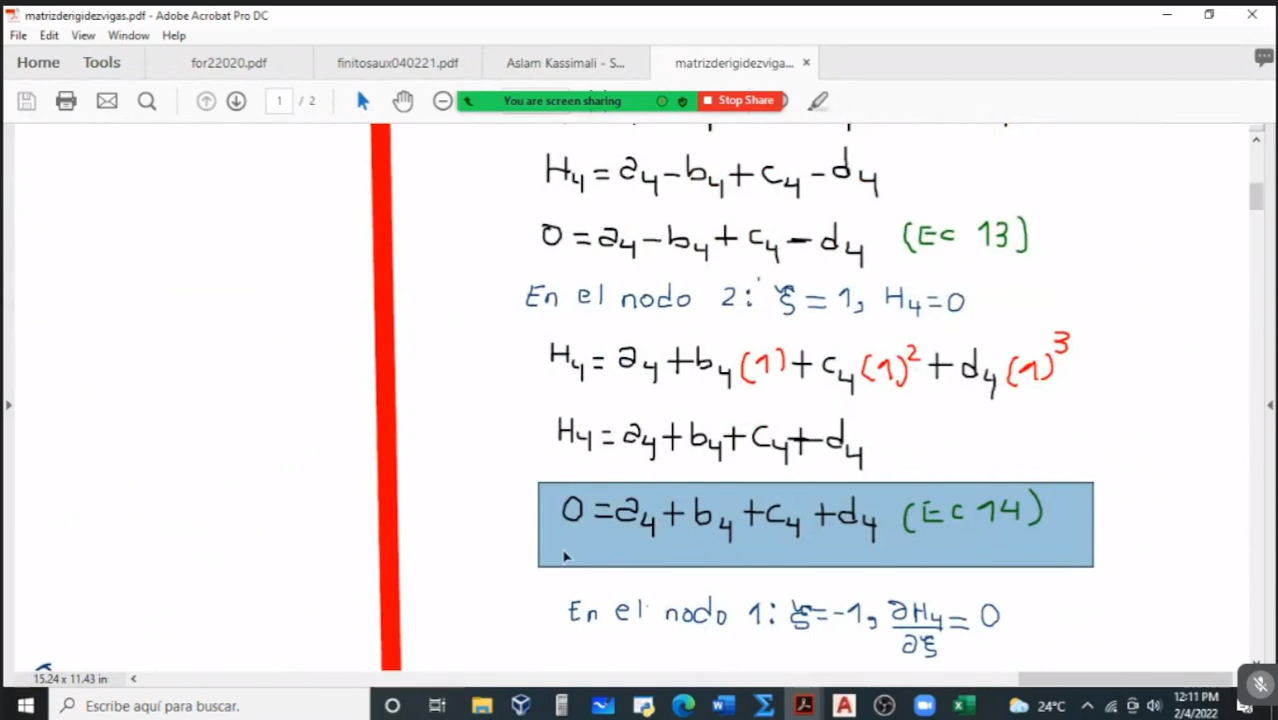 matrizderigidezvigas.pdf - Adobe Acrobat Pro DC
File Edit View Window Help
Home Tools for22020.pdf finitosaux040221.pdf Aslam Kassimali - S... matrizderigidezviga... ×
1 / 2 You are screen sharing Stop Share
H₄ = a₄ - b₄ + c₄ - d₄
0 = a₄ - b₄ + c₄ - d₄ (Ec 13)
En el nodo 2: ξ = 1, H₄ = 0
H₄ = a₄ + b₄ (1) + c₄ (1)² + d₄ (1)³
H₄ = a₄ + b₄ + c₄ + d₄
0 = a₄ + b₄ + c₄ + d₄ (Ec 14)
En el nodo 1: ξ = -1, ∂H₄/∂ξ = 0
15.24 x 11.43 in
Escribe aquí para buscar. 24°C 12:11 PM
2/4/2022